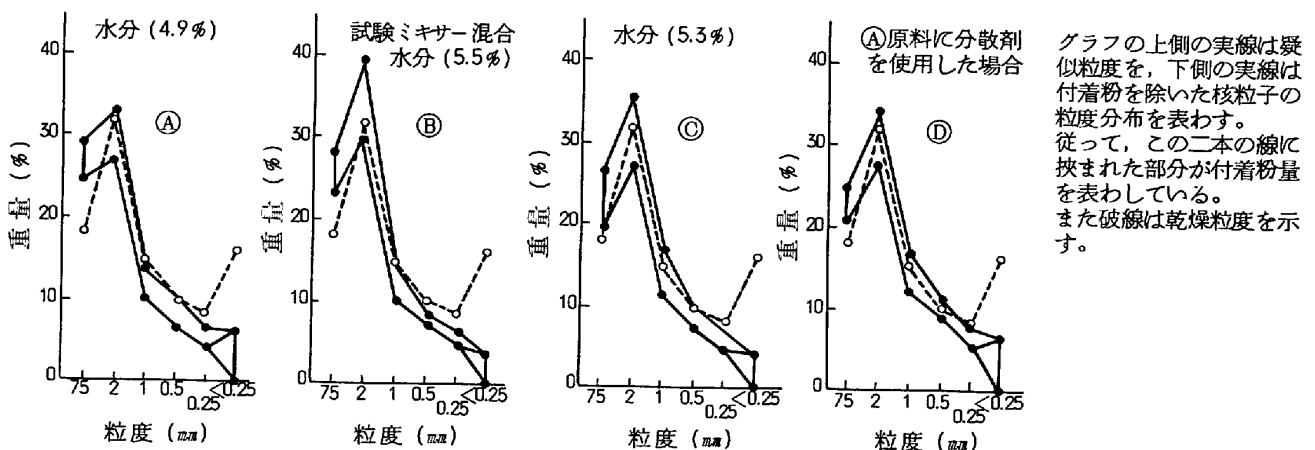 水分(4.9%)
Ⓐ
重量(%)
40
30
20
10
0
75
2
1
0.5
0.25
<0.25
粒度(mm)
試験ミキサー混合
水分(5.5%)
Ⓑ
重量(%)
40
30
20
10
0
75
2
1
0.5
0.25
<0.25
粒度(mm)
水分(5.3%)
Ⓒ
重量(%)
40
30
20
10
0
75
2
1
0.5
0.25
<0.25
粒度(mm)
Ⓐ原料に分散剤
を使用した場合
Ⓓ
重量(%)
40
30
20
10
0
75
2
1
0.5
0.25
<0.25
粒度(mm)
グラフの上側の実線は疑
似粒度を,下側の実線は
付着粉を除いた核粒子の
粒度分布を表わす。
従って,この二本の線に
挟まれた部分が付着粉量
を表わしている。
また破線は乾燥粒度を示
す。